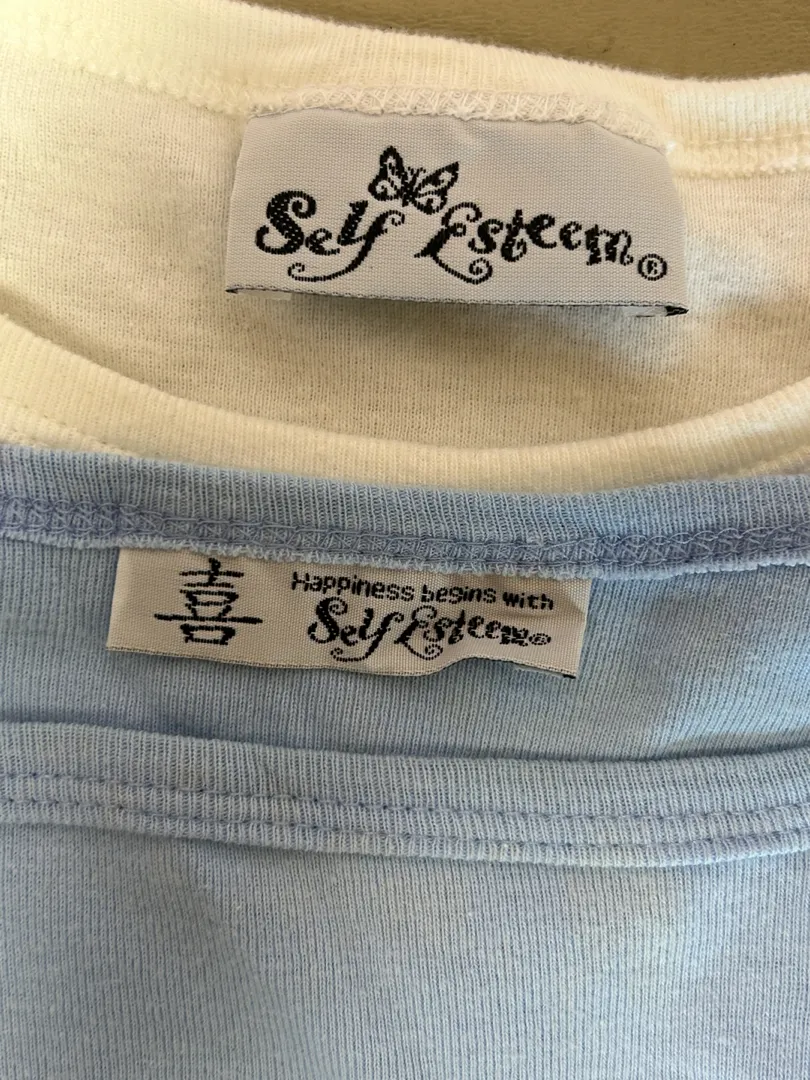 Self Esteem®
喜
Happiness begins with
Self Esteem®